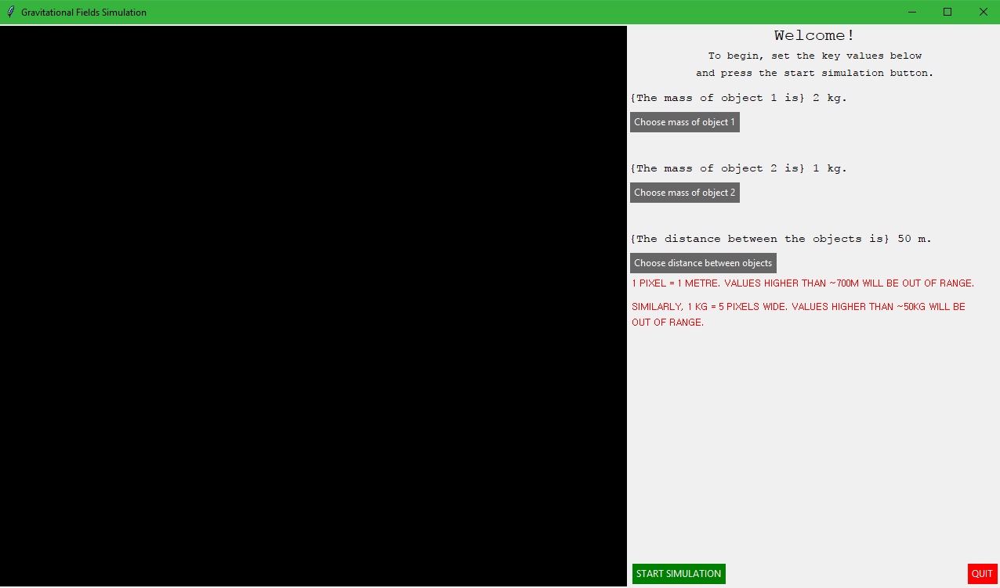 Gravitational Fields Simulation
Welcome!
To begin, set the key values below
and press the start simulation button.
{The mass of object 1 is} 2 kg.
Choose mass of object 1
{The mass of object 2 is} 1 kg.
Choose mass of object 2
{The distance between the objects is} 50 m.
Choose distance between objects
1 PIXEL = 1 METRE. VALUES HIGHER THAN ~700M WILL BE OUT OF RANGE.
SIMILARLY, 1 KG = 5 PIXELS WIDE. VALUES HIGHER THAN ~50KG WILL BE
OUT OF RANGE.
START SIMULATION
QUIT